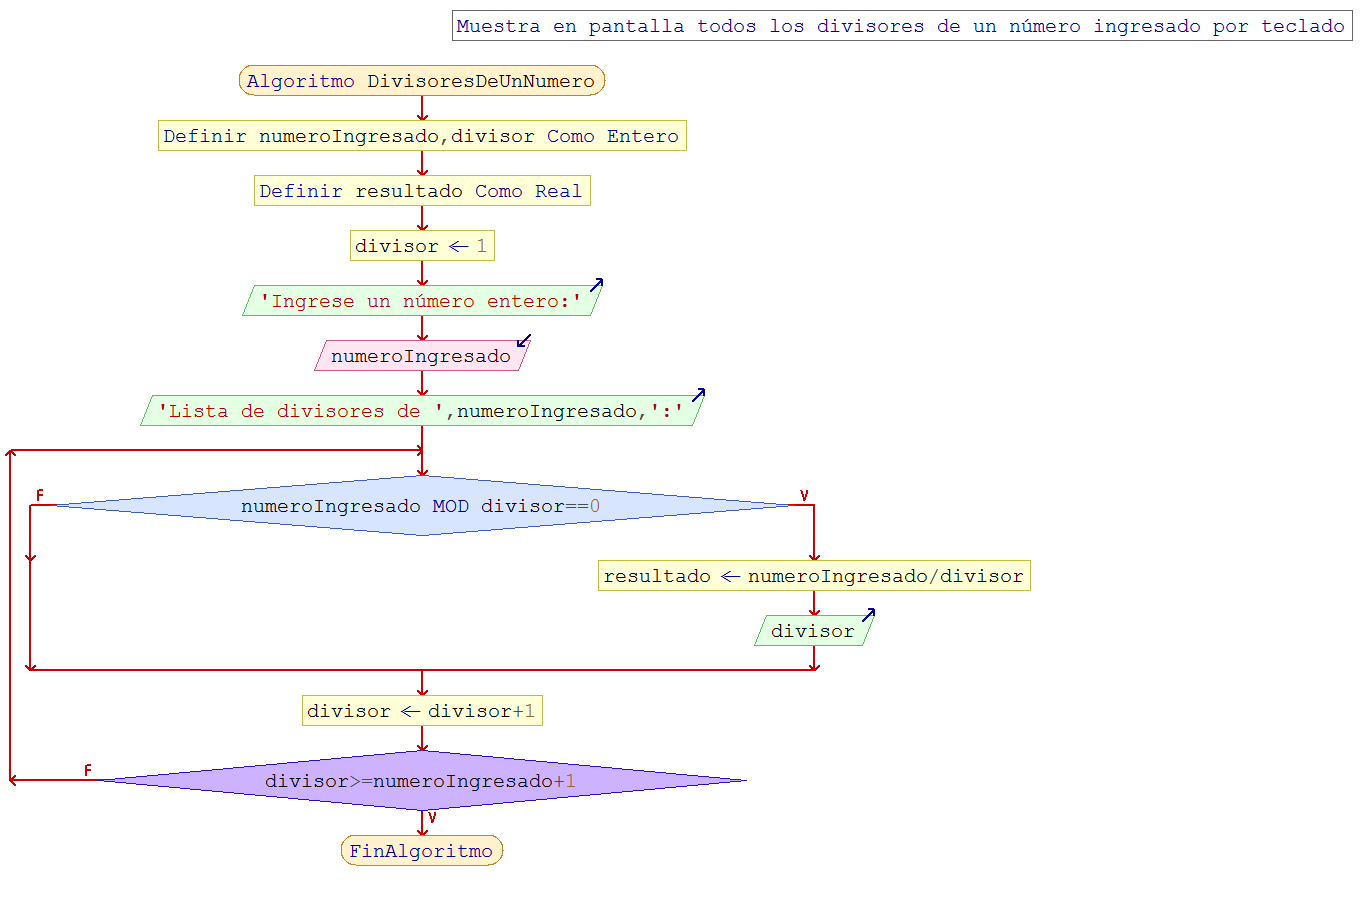 Muestra en pantalla todos los divisores de un número ingresado por teclado
Algoritmo DivisoresDeUnNumero
Definir numeroIngresado,divisor Como Entero
Definir resultado Como Real
divisor ← 1
'Ingrese un número entero:'
numeroIngresado
'Lista de divisores de ',numeroIngresado,':'
F
V
numeroIngresado MOD divisor==0
resultado ← numeroIngresado/divisor
divisor
divisor ← divisor+1
F
divisor>=numeroIngresado+1
V
FinAlgoritmo